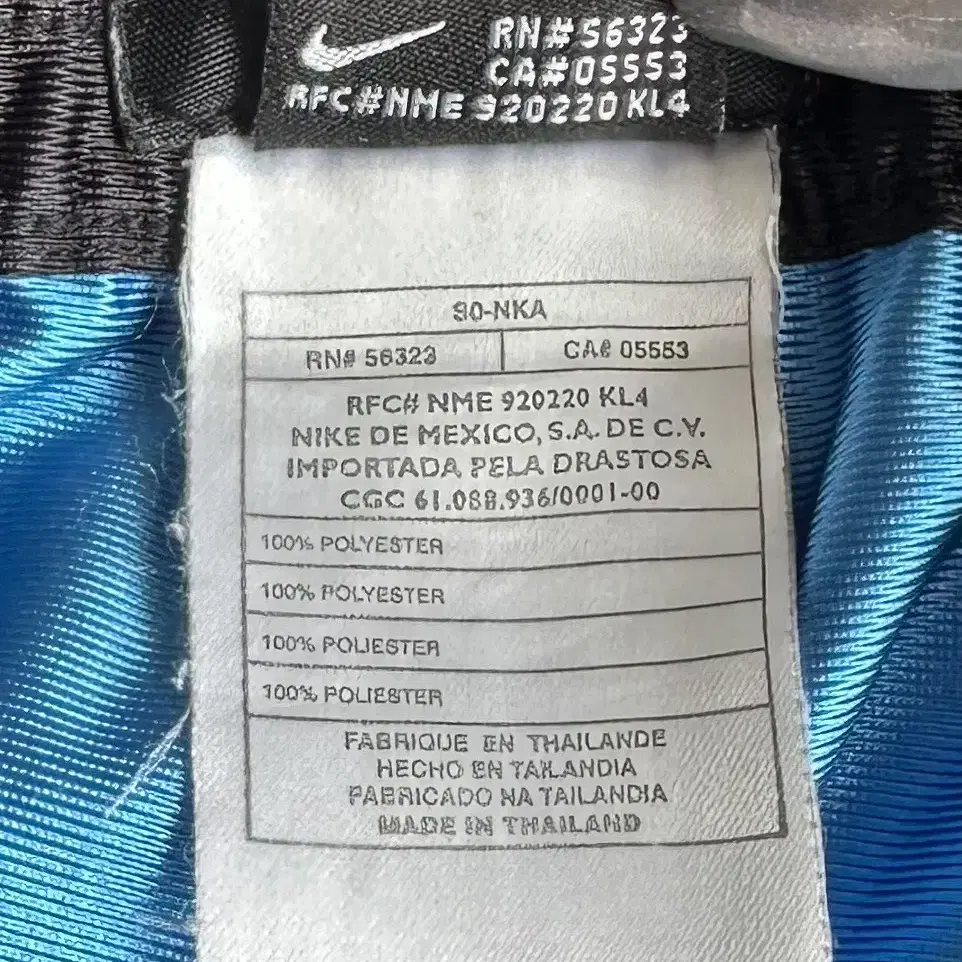 RN#56323
CA#05553
RFC#NME 920220 KL4
90-NKA
RN# 56323 CA# 05553
RFC# NME 920220 KL4
NIKE DE MEXICO, S.A. DE C.V.
IMPORTADA PELA DRASTOSA
CGC 61.088.936/0001-00
100% POLYESTER
100% POLYESTER
100% POLIESTER
100% POLIESTER
FABRIQUE EN THAILANDE
HECHO EN TAILANDIA
FABRICADO NA TAILANDIA
MADE IN THAILAND